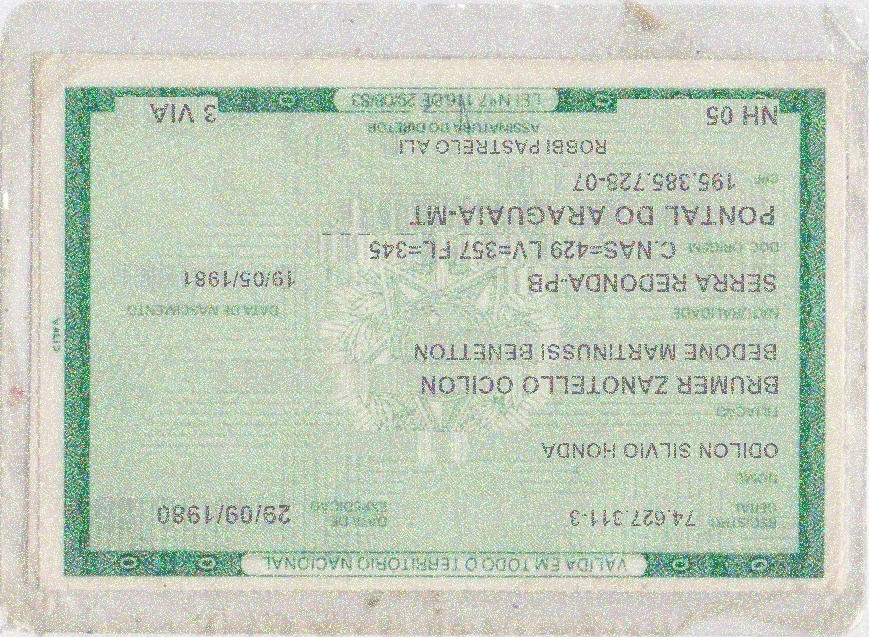 VALIDA EM TODO O TERRITORIO NACIONAL
REGISTRO GERAL 74.627.311-3 DATA DE EXPEDIÇÃO 29/09/1980
NOME
ODILON SILVIO HONDA
FILIAÇÃO
BRUMER ZANOTELLO OCILON
BEDONE MARTINUSSI BENETTON
NATURALIDADE DATA DE NASCIMENTO
SERRA REDONDA-PB 19/05/1981
DOC ORIGEM C.NAS=429 LV=357 FL=345
PONTAL DO ARAGUAIA-MT
CPF 195.385.728-07
ROBBI PASTRELO ALI
ASSINATURA DO DIRETOR
NH 05 3 VIA
LEI Nº 7.116 DE 29/08/83